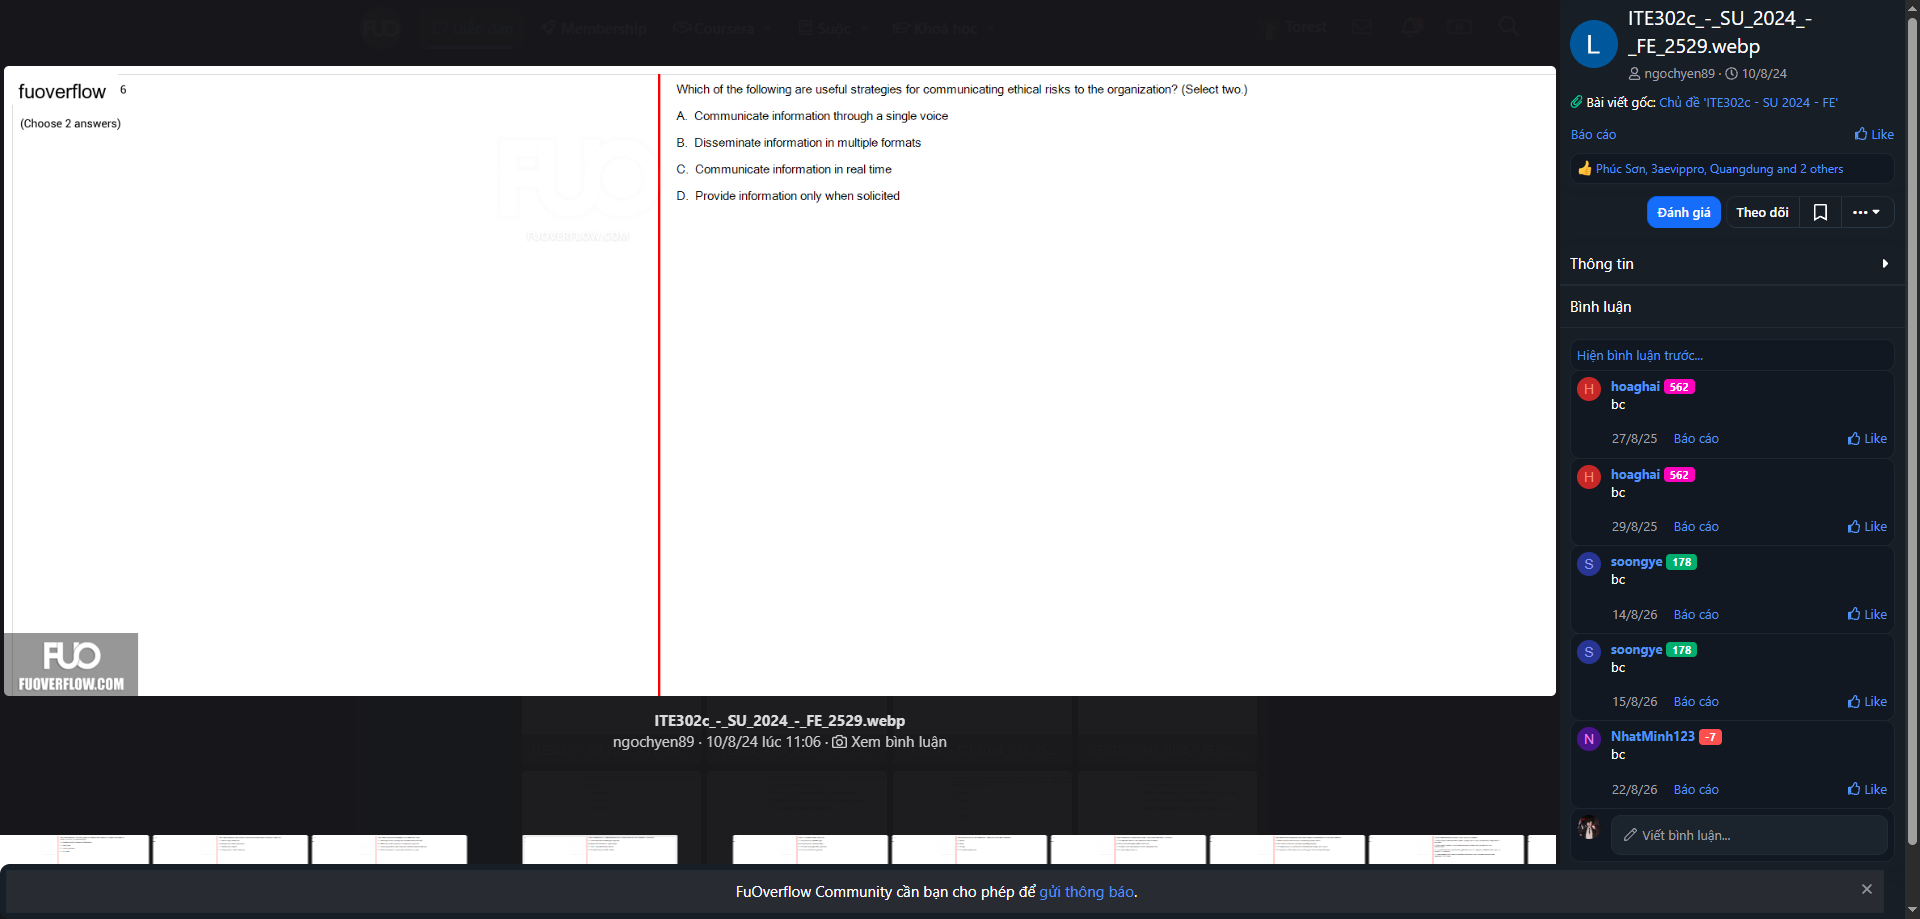 Membership
Coursera
fuoverflow 6
(Choose 2 answers)
Which of the following are useful strategies for communicating ethical risks to the organization? (Select two.)
A. Communicate information through a single voice
B. Disseminate information in multiple formats
C. Communicate information in real time
D. Provide information only when solicited
FUO
FUOVERFLOW.COM
FUO
FUOVERFLOW.COM
ITE302c_-_SU_2024_-_FE_2529.webp
ngochyen89 · 10/8/24 lúc 11:06 · Xem bình luận
FuOverflow Community cần bạn cho phép để gửi thông báo.
L
ITE302c_-_SU_2024_-
_FE_2529.webp
ngochyen89 · 10/8/24
Bài viết gốc: Chủ đề 'ITE302c - SU 2024 - FE'
Báo cáo Like
Phúc Sơn, 3aevippro, Quangdung and 2 others
Đánh giá Theo dõi
Thông tin
Bình luận
Hiện bình luận trước...
H hoaghai 562
bc
27/8/25 Báo cáo Like
H hoaghai 562
bc
29/8/25 Báo cáo Like
S soongye 178
bc
14/8/26 Báo cáo Like
S soongye 178
bc
15/8/26 Báo cáo Like
N NhatMinh123 -7
bc
22/8/26 Báo cáo Like
Viết bình luận...